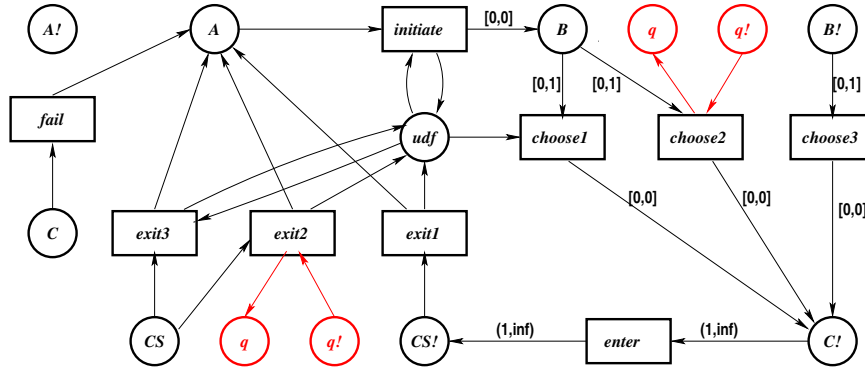 A! A initiate [0,0] B q q! B!
[0,1] [0,1] [0,1]
fail udf choose1 choose2 choose3
[0,0] [0,0] [0,0]
C exit3 exit2 exit1
CS q q! CS! (1,inf) enter (1,inf) C!